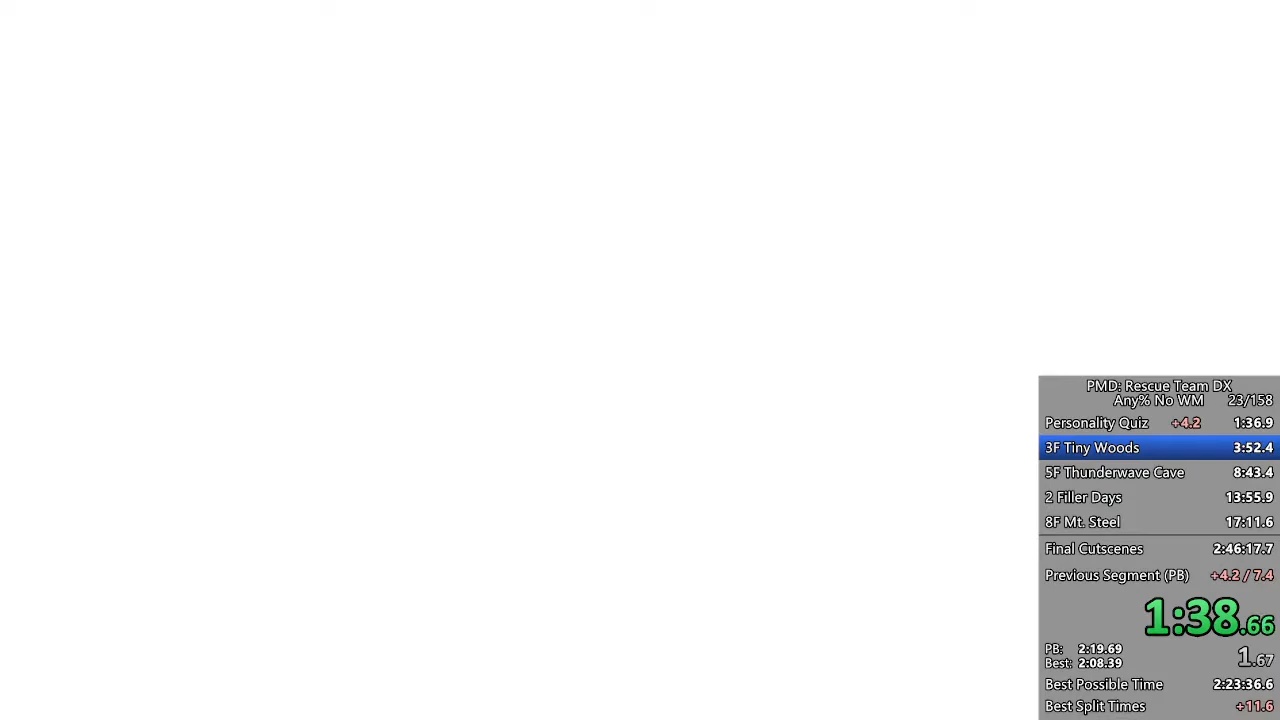 PMD: Rescue Team DX
Any% No WM 23/158
Personality Quiz +4.2 1:36.9
3F Tiny Woods 3:52.4
5F Thunderwave Cave 8:43.4
2 Filler Days 13:55.9
8F Mt. Steel 17:11.6
Final Cutscenes 2:46:17.7
Previous Segment (PB) +4.2 / 7.4
1:38.66
PB: 2:19.69
Best: 2:08.39 1.67
Best Possible Time 2:23:36.6
Best Split Times +11.6